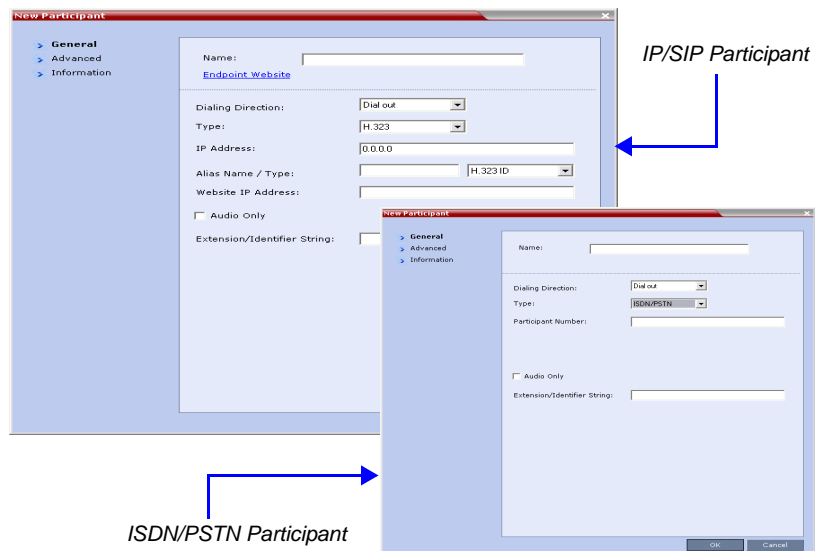 New Participant
General
Advanced
Information
Name:
Endpoint Website
Dialing Direction: Dial out
Type: H.323
IP Address: 0.0.0.0
Alias Name / Type: H.323 ID
Website IP Address:
Audio Only
Extension/Identifier String:
IP/SIP Participant
New Participant
General
Advanced
Information
Name:
Dialing Direction: Dial out
Type: ISDN/PSTN
Participant Number:
Audio Only
Extension/Identifier String:
OK Cancel
ISDN/PSTN Participant